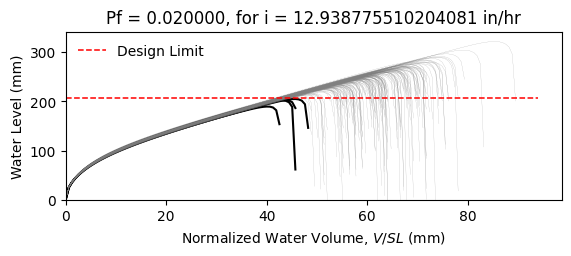 Pf = 0.020000, for i = 12.938775510204081 in/hr
Water Level (mm)
300
200
100
0
Design Limit
0 20 40 60 80
Normalized Water Volume, V/SL (mm)